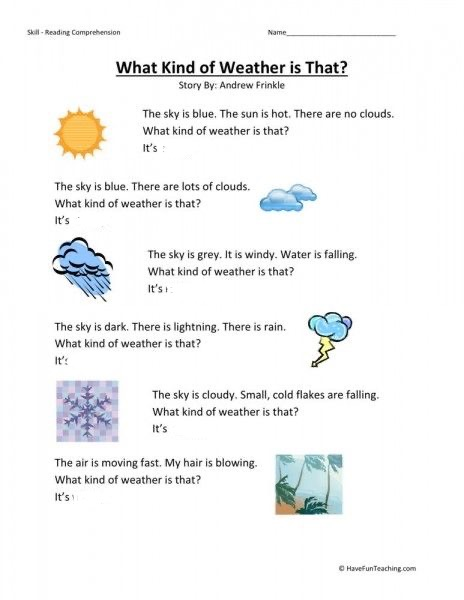 Skill - Reading Comprehension
Name____________________________
What Kind of Weather is That?
Story By: Andrew Frinkle
The sky is blue. The sun is hot. There are no clouds.
What kind of weather is that?
It's
The sky is blue. There are lots of clouds.
What kind of weather is that?
It's
The sky is grey. It is windy. Water is falling.
What kind of weather is that?
It's
The sky is dark. There is lightning. There is rain.
What kind of weather is that?
It's
The sky is cloudy. Small, cold flakes are falling.
What kind of weather is that?
It's
The air is moving fast. My hair is blowing.
What kind of weather is that?
It's
© HaveFunTeaching.com